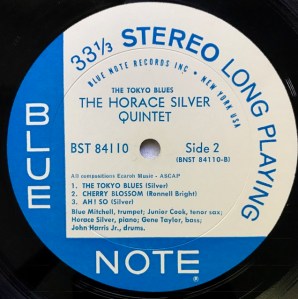 33 1/3 STEREO LONG PLAYING
BLUE NOTE RECORDS INC • NEW YORK USA
THE TOKYO BLUES
THE HORACE SILVER
QUINTET
BST 84110 Side 2
(BNST 84110-B)
All compositions Ecaroh Music - ASCAP
1. THE TOKYO BLUES (Silver)
2. CHERRY BLOSSOM (Ronnell Bright)
3. AH! SO (Silver)
Blue Mitchell, trumpet; Junior Cook, tenor sax;
Horace Silver, piano; Gene Taylor, bass;
John Harris Jr., drums.
BLUE
NOTE®